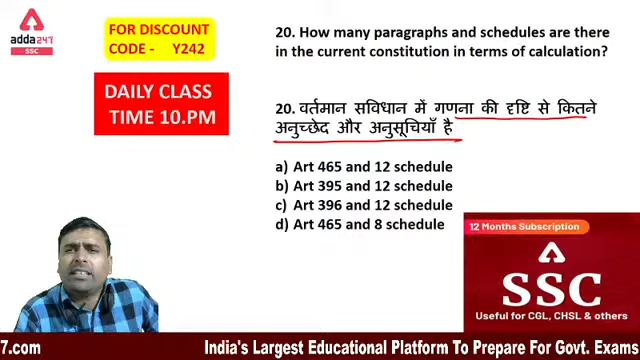 adda247
SSC
FOR DISCOUNT
CODE - Y242
DAILY CLASS
TIME 10.PM
20. How many paragraphs and schedules are there
in the current constitution in terms of calculation?
20. वर्तमान सविधान में गणना की दृष्टि से कितने
अनुच्छेद और अनुसूचियाँ है
a) Art 465 and 12 schedule
b) Art 395 and 12 schedule
c) Art 396 and 12 schedule
d) Art 465 and 8 schedule
12 Months Subscription
SSC
Useful for CGL, CHSL & others
7.com India's Largest Educational Platform To Prepare For Govt. Exams